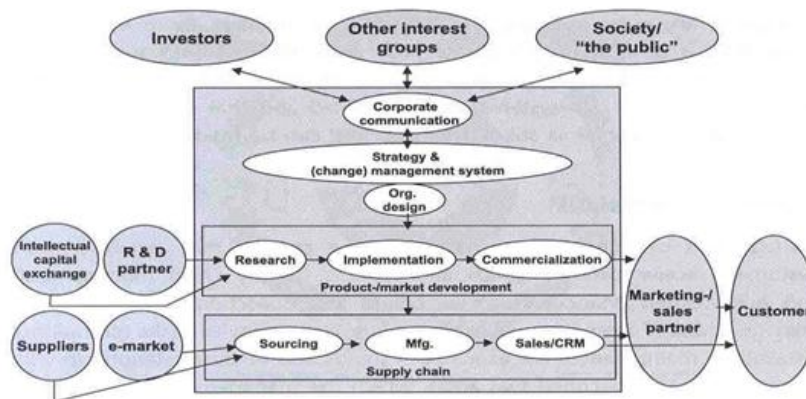 Investors
Other interest
groups
Society/
"the public"
Corporate
communication
Strategy &
(change) management system
Org.
design
Intellectual
capital
exchange
R & D
partner
Research
Implementation
Commercialization
Product-/market development
Marketing-/
sales
partner
Customer
Suppliers
e-market
Sourcing
Mfg.
Sales/CRM
Supply chain